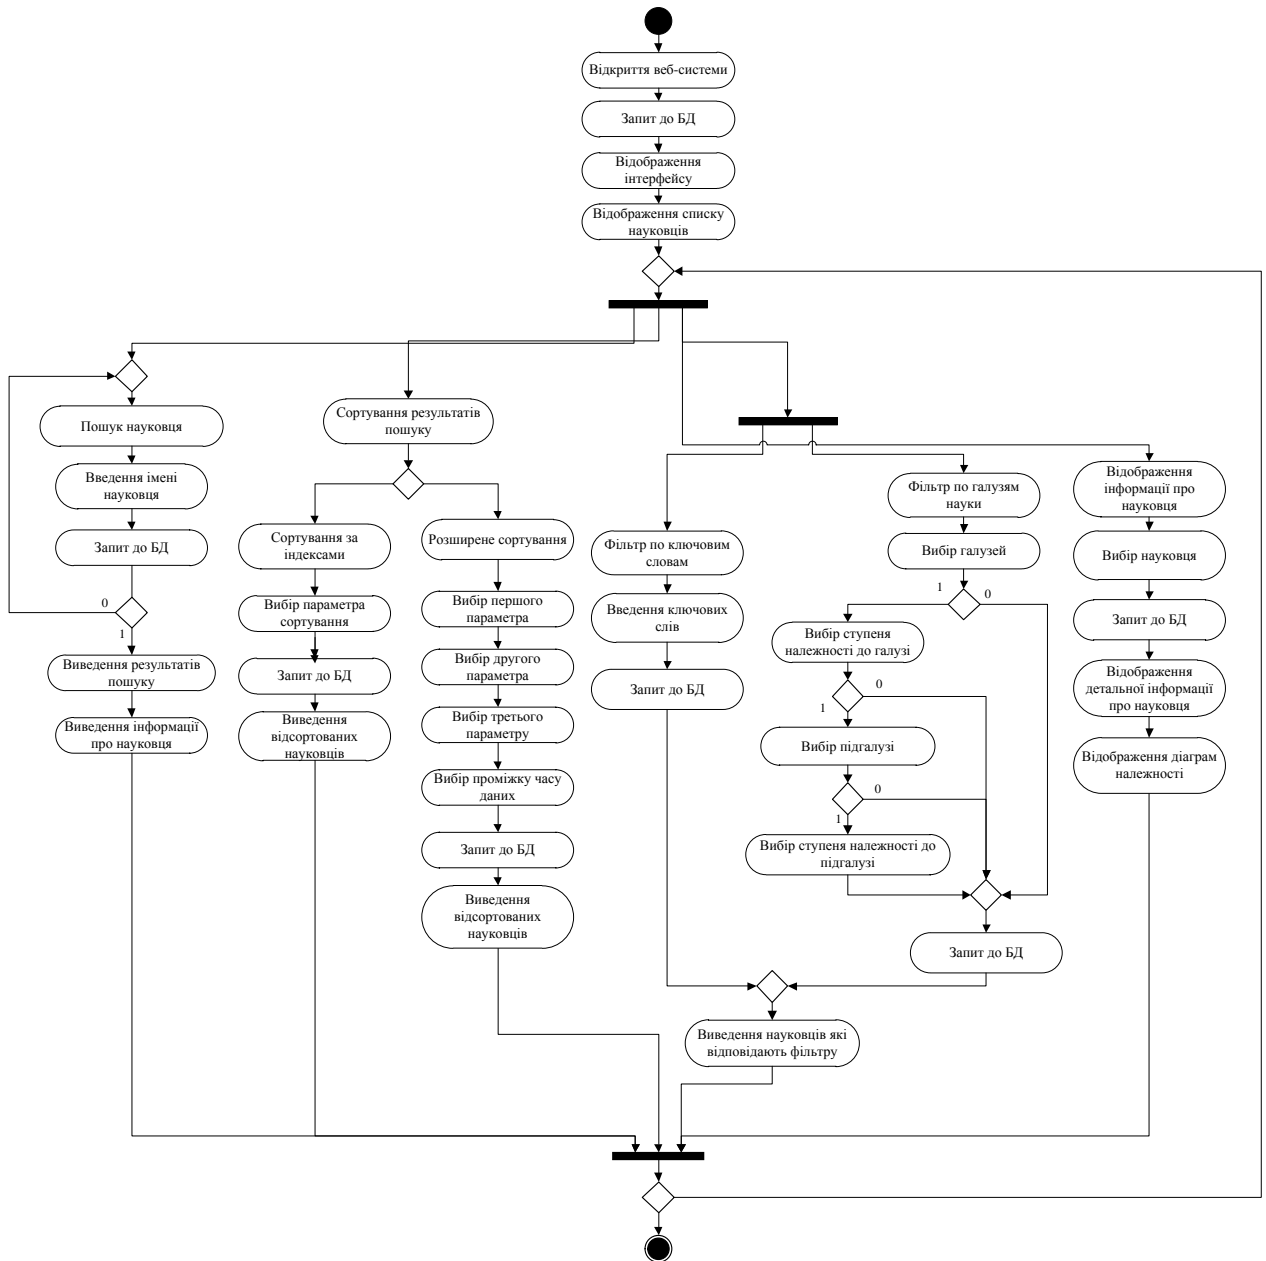 Відкриття веб-системи
Запит до БД
Відображення
інтерфейсу
Відображення списку
науковців
Пошук науковця
Введення імені
науковця
Запит до БД
0
1
Виведення результатів
пошуку
Виведення інформації
про науковця
Сортування результатів
пошуку
Сортування за
індексами
Вибір параметра
сортування
Запит до БД
Виведення
відсортованих
науковців
Розширене сортування
Вибір першого
параметра
Вибір другого
параметра
Вибір третього
параметру
Вибір проміжку часу
даних
Запит до БД
Виведення
відсортованих
науковців
Фільтр по ключовим
словам
Введення ключових
слів
Запит до БД
Фільтр по галузям
науки
Вибір галузей
1
0
Вибір ступеня
належності до галузі
0
1
Вибір підгалузі
0
1
Вибір ступеня належності до
підгалузі
Запит до БД
Виведення науковців які
відповідають фільтру
Відображення
інформації про
науковця
Вибір науковця
Запит до БД
Відображення
детальної інформації
про науковця
Відображення діаграм
належності